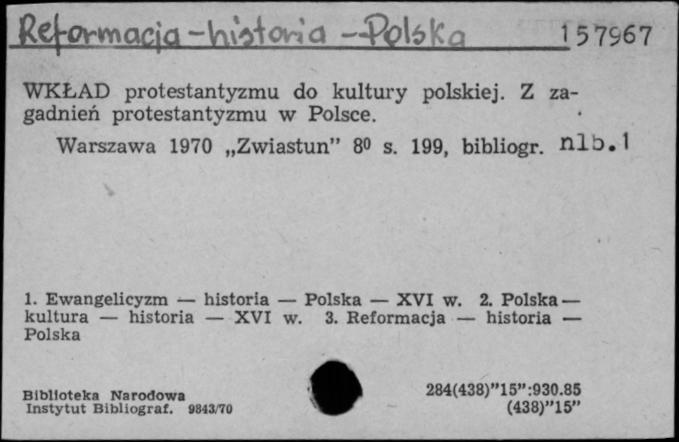 Reformacja - historia - Polska 157967
WKŁAD protestantyzmu do kultury polskiej. Z za-
gadnień protestantyzmu w Polsce.
Warszawa 1970 „Zwiastun” 8⁰ s. 199, bibliogr. nlb.1
1. Ewangelicyzm — historia — Polska — XVI w. 2. Polska —
kultura — historia — XVI w. 3. Reformacja — historia —
Polska
Biblioteka Narodowa 284(438)”15”:930.85
Instytut Bibliograf. 9843/70 (438)”15”